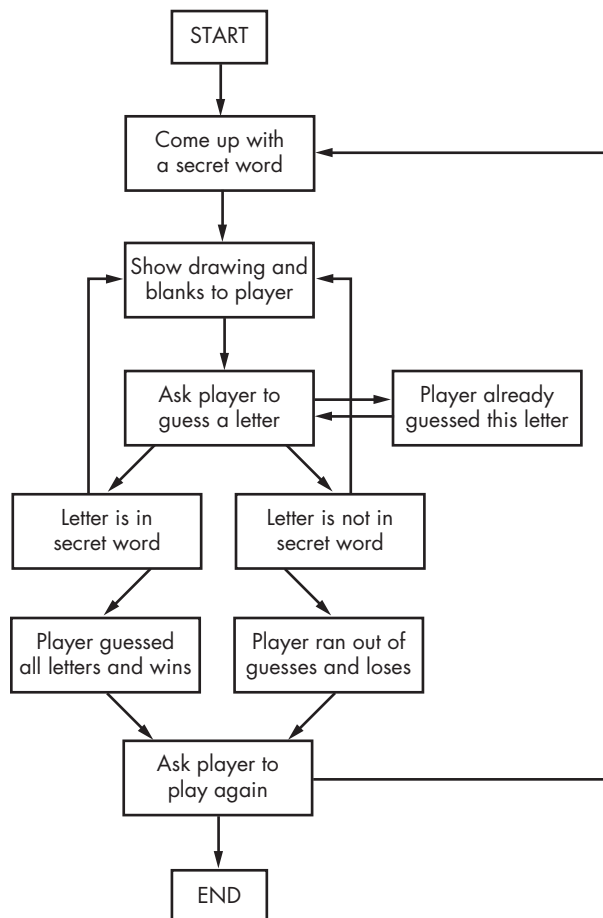 START
Come up with
a secret word
Show drawing and
blanks to player
Ask player to
guess a letter
Player already
guessed this letter
Letter is in
secret word
Letter is not in
secret word
Player guessed
all letters and wins
Player ran out of
guesses and loses
Ask player to
play again
END